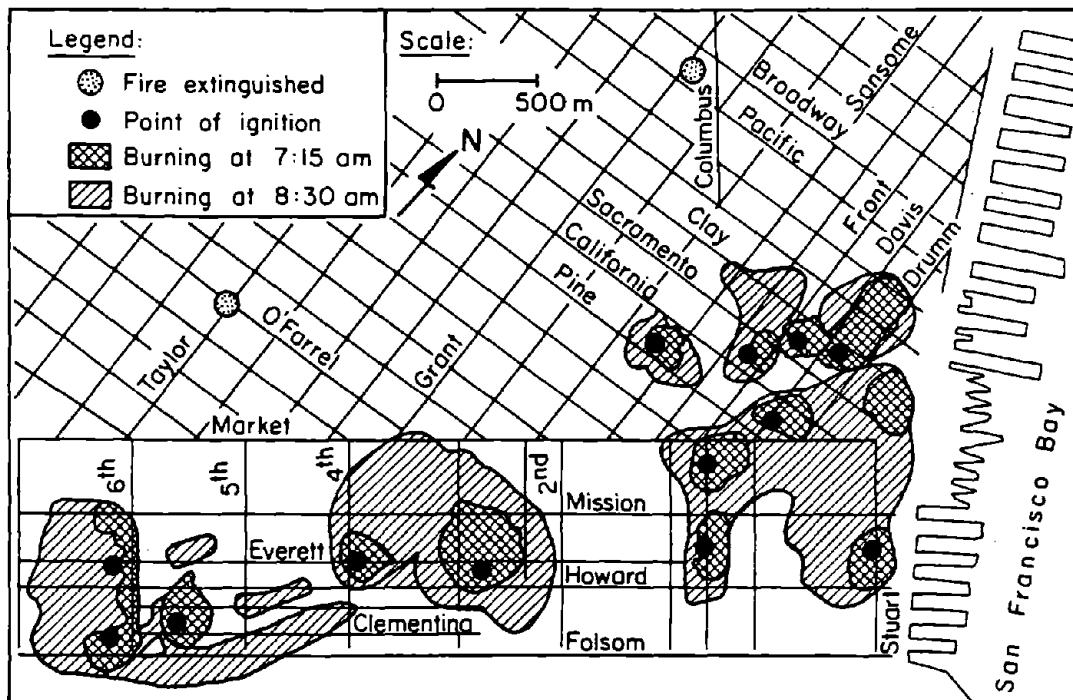 Legend:
Fire extinguished
Point of ignition
Burning at 7:15 am
Burning at 8:30 am
Scale:
0 500 m
N
Columbus
Broadway
Pacific
Sansome
Front
Davis
Drumm
Clay
Sacramento
California
Pine
Grant
O'Farrel
Taylor
Market
6th
5th
4th
2nd
Mission
Everett
Howard
Clementina
Folsom
Stuart
San Francisco Bay